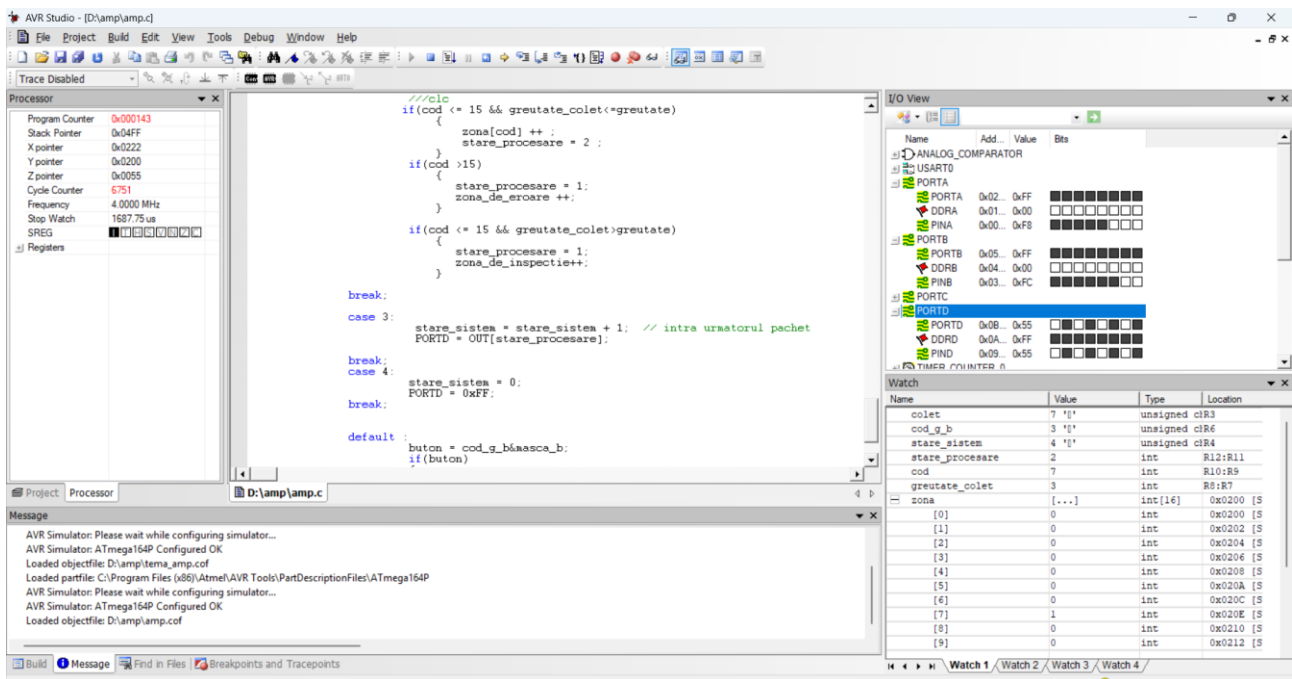 AVR Studio - [D:\amp\amp.c]
File Project Build Edit View Tools Debug Window Help
Trace Disabled
Processor
Program Counter 0x000143
Stack Pointer 0x04FF
X pointer 0x0222
Y pointer 0x0200
Z pointer 0x0055
Cycle Counter 6751
Frequency 4.0000 MHz
Stop Watch 1687.75 us
SREG I T H S V N Z C
Registers
Project Processor
///clc
if(cod <= 15 && greutate_colet<=greutate)
{
zona[cod] ++ ;
stare_procesare = 2 ;
}
if(cod >15)
{
stare_procesare = 1;
zona_de_eroare ++;
}
if(cod <= 15 && greutate_colet>greutate)
{
stare_procesare = 1;
zona_de_inspectie++;
}
break;
case 3:
stare_sistem = stare_sistem + 1; // intra urmatorul pachet
PORTD = OUT[stare_procesare];
break;
case 4:
stare_sistem = 0;
PORTD = 0xFF;
break;
default :
buton = cod_g_b&masca_b;
if(buton)
D:\amp\amp.c
I/O View
Name Add... Value Bits
ANALOG_COMPARATOR
USART0
PORTA
PORTA 0x02... 0xFF
DDRA 0x01... 0x00
PINA 0x00... 0xF8
PORTB
PORTB 0x05... 0xFF
DDRB 0x04... 0x00
PINB 0x03... 0xFC
PORTC
PORTD
PORTD 0x0B... 0x55
DDRD 0x0A... 0xFF
PIND 0x09... 0x55
TIMER_COUNTER_0
Watch
Name Value Type Location
colet 7 '▯' unsigned chR3
cod_g_b 3 '▯' unsigned chR6
stare_sistem 4 '▯' unsigned chR4
stare_procesare 2 int R12:R11
cod 7 int R10:R9
greutate_colet 3 int R8:R7
zona [...] int[16] 0x0200 [S
[0] 0 int 0x0200 [S
[1] 0 int 0x0202 [S
[2] 0 int 0x0204 [S
[3] 0 int 0x0206 [S
[4] 0 int 0x0208 [S
[5] 0 int 0x020A [S
[6] 0 int 0x020C [S
[7] 1 int 0x020E [S
[8] 0 int 0x0210 [S
[9] 0 int 0x0212 [S
Watch 1 Watch 2 Watch 3 Watch 4
Message
AVR Simulator: Please wait while configuring simulator...
AVR Simulator: ATmega164P Configured OK
Loaded objectfile: D:\amp\tema_amp.cof
Loaded partfile: C:\Program Files (x86)\Atmel\AVR Tools\PartDescriptionFiles\ATmega164P
AVR Simulator: Please wait while configuring simulator...
AVR Simulator: ATmega164P Configured OK
Loaded objectfile: D:\amp\amp.cof
Build Message Find in Files Breakpoints and Tracepoints